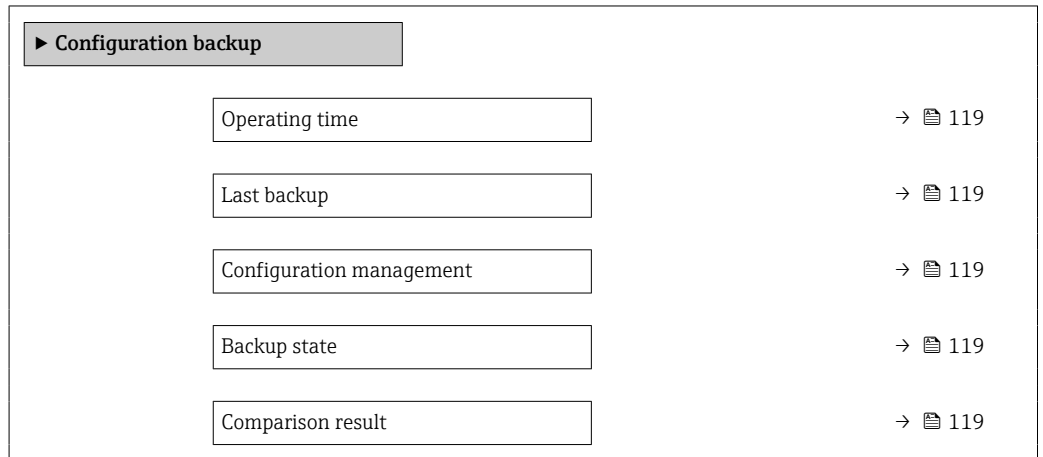 ▶ Configuration backup
Operating time → 119
Last backup → 119
Configuration management → 119
Backup state → 119
Comparison result → 119